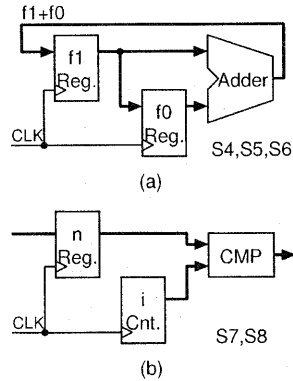 f1+f0
f1
Reg.
Adder
f0
Reg.
CLK
S4,S5,S6
(a)
n
Reg.
CMP
i
Cnt.
CLK
S7,S8
(b)